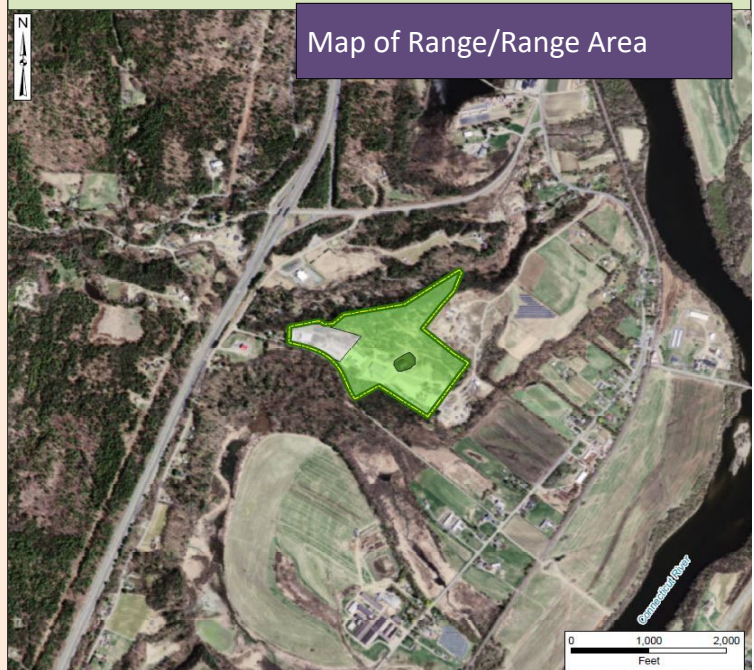 N
Map of Range/Range Area
Connecticut River
0 1,000 2,000
Feet